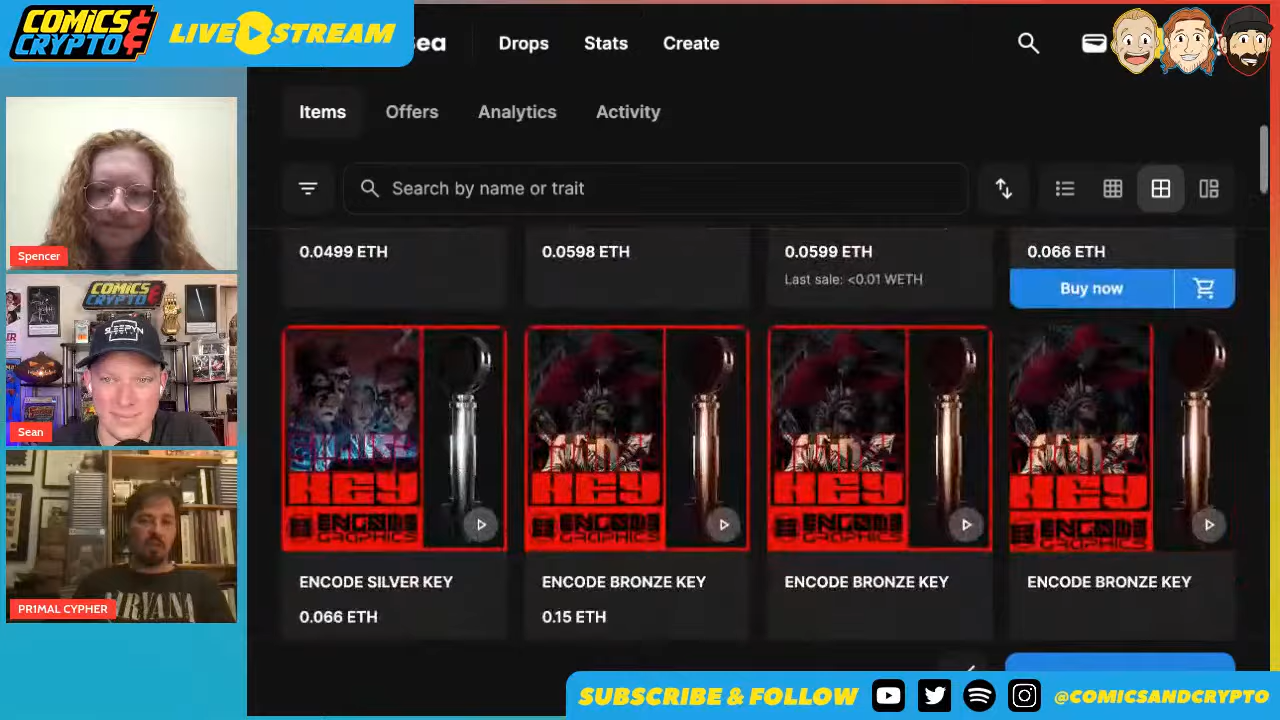 COMICS &
CRYPTO
LIVE STREAM
Sea
Drops
Stats
Create
Items
Offers
Analytics
Activity
Search by name or trait
0.0499 ETH
0.0598 ETH
0.0599 ETH
Last sale: <0.01 WETH
0.066 ETH
Buy now
Spencer
COMICS &
CRYPTO
Sean
NIRVANA
PR1MAL CYPHER
KEY
ENCODE
GRAPHICS
KEY
ENCODE
GRAPHICS
KEY
ENCODE
GRAPHICS
KEY
ENCODE
GRAPHICS
ENCODE SILVER KEY
0.066 ETH
ENCODE BRONZE KEY
0.15 ETH
ENCODE BRONZE KEY
ENCODE BRONZE KEY
SUBSCRIBE & FOLLOW
@COMICSANDCRYPTO